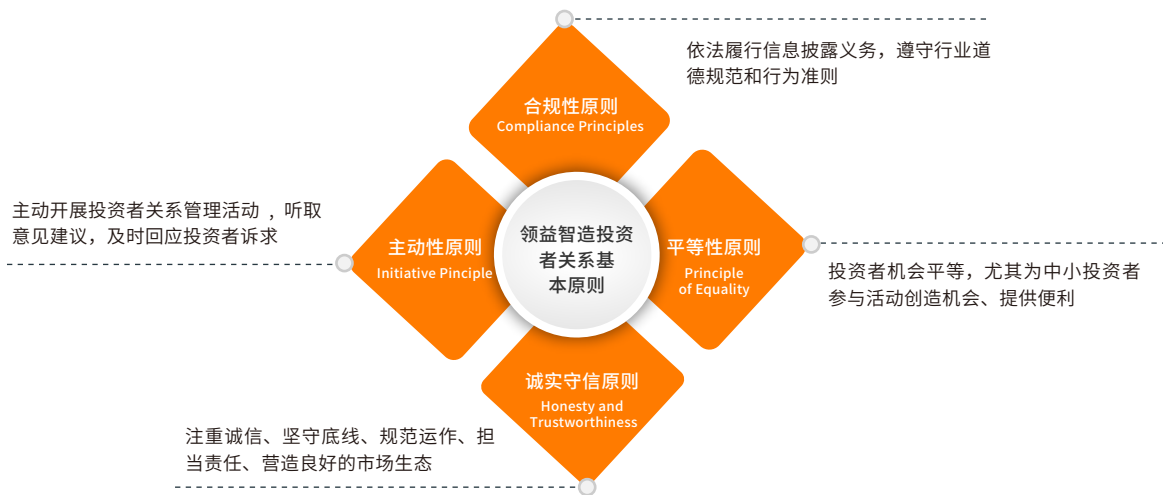 依法履行信息披露义务，遵守行业道
德规范和行为准则
合规性原则
Compliance Principles
主动开展投资者关系管理活动 ，听取
意见建议，及时回应投资者诉求
主动性原则
Initiative Pinciple
领益智造投资
者关系基
本原则
平等性原则
Principle
of Equality
投资者机会平等，尤其为中小投资者
参与活动创造机会、提供便利
诚实守信原则
Honesty and
Trustworthiness
注重诚信、坚守底线、规范运作、担
当责任、营造良好的市场生态